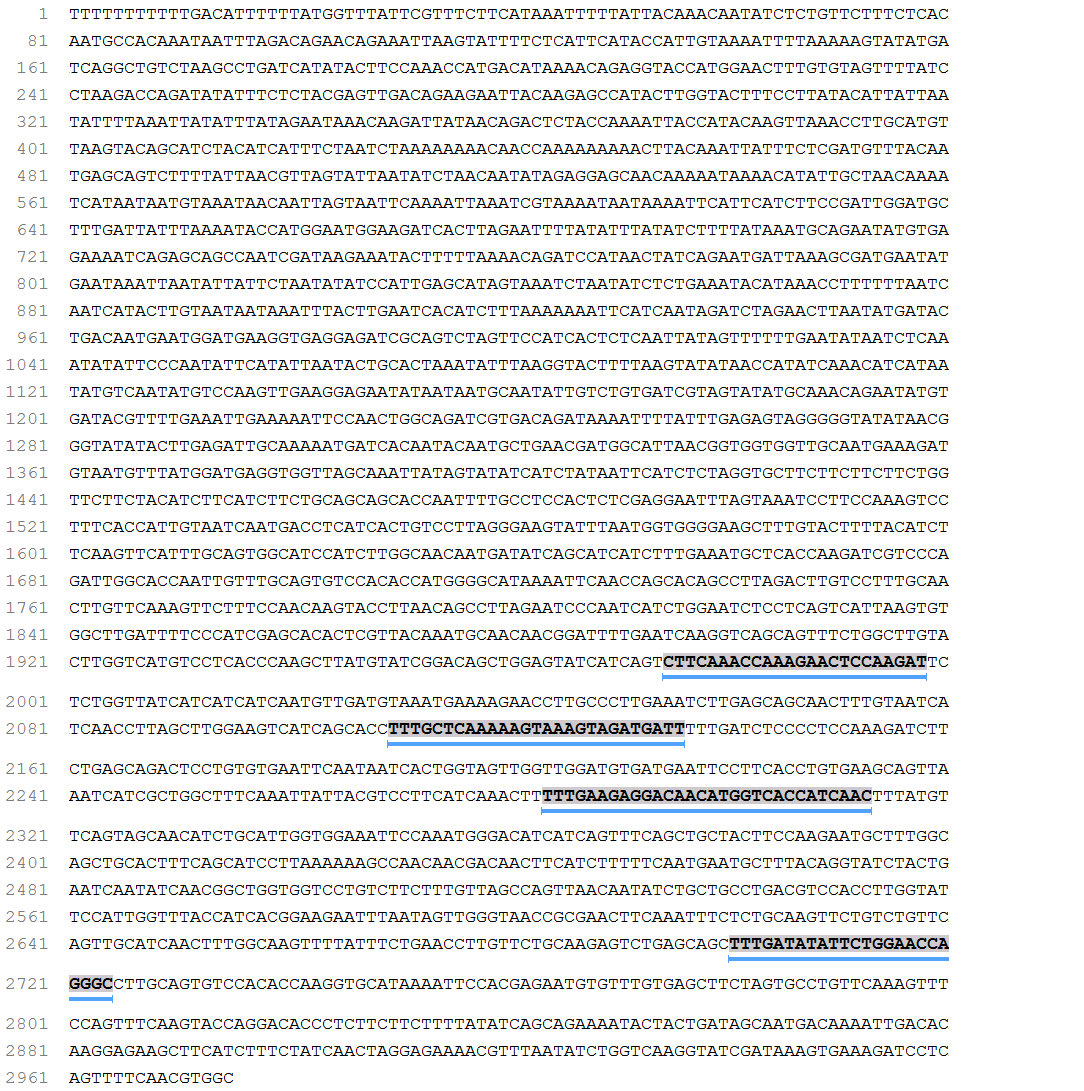 1 TTTTTTTTTTTGACATTTTTTATGGTTTATTCGTTTCTTCATAAATTTTTATTACAAACAATATCTCTGTTCTTTCTCAC
81 AATGCCACAAATAATTTAGACAGAACAGAAATTAAGTATTTTCTCATTCATACCATTGTAAAATTTTAAAAAGTATATGA
161 TCAGGCTGTCTAAGCCTGATCATATACTTCCAAACCATGACATAAAACAGAGGTACCATGGAACTTTGTGTAGTTTTATC
241 CTAAGACCAGATATATTTCTCTACGAGTTGACAGAAGAATTACAAGAGCCATACTTGGTACTTTCCTTATACATTATTAA
321 TATTTTAAATTATATTTATAGAATAAACAAGATTATAACAGACTCTACCAAAATTACCATACAAGTTAAACCTTGCATGT
401 TAAGTACAGCATCTACATCATTTCTAATCTAAAAAAAACAACCAAAAAAAAACTTACAAATTATTTCTCGATGTTTACAA
481 TGAGCAGTCTTTTATTAACGTTAGTATTAATATCTAACAATATAGAGGAGCAACAAAAATAAAACATATTGCTAACAAAA
561 TCATAATAATGTAAATAACAATTAGTAATTCAAAATTAAATCGTAAAATAATAAAATTCATTCATCTTCCGATTGGATGC
641 TTTGATTATTTAAAATACCATGGAATGGAAGATCACTTAGAATTTTATATTTATATCTTTTATAAATGCAGAATATGTGA
721 GAAAATCAGAGCAGCCAATCGATAAGAAATACTTTTTAAAACAGATCCATAACTATCAGAATGATTAAAGCGATGAATAT
801 GAATAAATTAATATTATTCTAATATATCCATTGAGCATAGTAAATCTAATATCTCTGAAATACATAAACCTTTTTTAATC
881 AATCATACTTGTAATAATAAATTTACTTGAATCACATCTTTAAAAAAATTCATCAATAGATCTAGAACTTAATATGATAC
961 TGACAATGAATGGATGAAGGTGAGGAGATCGCAGTCTAGTTCCATCACTCTCAATTATAGTTTTTTGAATATAATCTCAA
1041 ATATATTCCCAATATTCATATTAATACTGCACTAAATATTTAAGGTACTTTTAAGTATATAACCATATCAAACATCATAA
1121 TATGTCAATATGTCCAAGTTGAAGGAGAATATAATAATGCAATATTGTCTGTGATCGTAGTATATGCAAACAGAATATGT
1201 GATACGTTTTGAAATTGAAAAATTCCAACTGGCAGATCGTGACAGATAAAATTTTATTTGAGAGTAGGGGGTATATAACG
1281 GGTATATACTTGAGATTGCAAAAATGATCACAATACAATGCTGAACGATGGCATTAACGGTGGTGGTTGCAATGAAAGAT
1361 GTAATGTTTATGGATGAGGTGGTTAGCAAATTATAGTATATCATCTATAATTCATCTCTAGGTGCTTCTTCTTCTTCTGG
1441 TTCTTCTACATCTTCATCTTCTGCAGCAGCACCAATTTTGCCTCCACTCTCGAGGAATTTAGTAAATCCTTCCAAAGTCC
1521 TTTCACCATTGTAATCAATGACCTCATCACTGTCCTTAGGGAAGTATTTAATGGTGGGGAAGCTTTGTACTTTTACATCT
1601 TCAAGTTCATTTGCAGTGGCATCCATCTTGGCAACAATGATATCAGCATCATCTTTGAAATGCTCACCAAGATCGTCCCA
1681 GATTGGCACCAATTGTTTGCAGTGTCCACACCATGGGGCATAAAATTCAACCAGCACAGCCTTAGACTTGTCCTTTGCAA
1761 CTTGTTCAAAGTTCTTTCCAACAAGTACCTTAACAGCCTTAGAATCCCAATCATCTGGAATCTCCTCAGTCATTAAGTGT
1841 GGCTTGATTTTCCCATCGAGCACACTCGTTACAAATGCAACAACGGATTTTGAATCAAGGTCAGCAGTTTCTGGCTTGTA
1921 CTTGGTCATGTCCTCACCCAAGCTTATGTATCGGACAGCTGGAGTATCATCAGTCTTCAAACCAAAGAACTCCAAGATTC
2001 TCTGGTTATCATCATCATCAATGTTGATGTAAATGAAAAGAACCTTGCCCTTGAAATCTTGAGCAGCAACTTTGTAATCA
2081 TCAACCTTAGCTTGGAAGTCATCAGCACCTTTGCTCAAAAAGTAAAGTAGATGATTTTTGATCTCCCCTCCAAAGATCTT
2161 CTGAGCAGACTCCTGTGTGAATTCAATAATCACTGGTAGTTGGTTGGATGTGATGAATTCCTTCACCTGTGAAGCAGTTA
2241 AATCATCGCTGGCTTTCAAATTATTACGTCCTTCATCAAACTTTTTGAAGAGGACAACATGGTCACCATCAACTTTATGT
2321 TCAGTAGCAACATCTGCATTGGTGGAAATTCCAAATGGGACATCATCAGTTTCAGCTGCTACTTCCAAGAATGCTTTGGC
2401 AGCTGCACTTTCAGCATCCTTAAAAAAGCCAACAACGACAACTTCATCTTTTTCAATGAATGCTTTACAGGTATCTACTG
2481 AATCAATATCAACGGCTGGTGGTCCTGTCTTCTTTGTTAGCCAGTTAACAATATCTGCTGCCTGACGTCCACCTTGGTAT
2561 TCCATTGGTTTACCATCACGGAAGAATTTAATAGTTGGGTAACCGCGAACTTCAAATTTCTCTGCAAGTTCTGTCTGTTC
2641 AGTTGCATCAACTTTGGCAAGTTTTATTTCTGAACCTTGTTCTGCAAGAGTCTGAGCAGCTTTGATATATTCTGGAACCA
2721 GGGCCTTGCAGTGTCCACACCAAGGTGCATAAAATTCCACGAGAATGTGTTTGTGAGCTTCTAGTGCCTGTTCAAAGTTT
2801 CCAGTTTCAAGTACCAGGACACCCTCTTCTTCTTTTATATCAGCAGAAAATACTACTGATAGCAATGACAAAATTGACAC
2881 AAGGAGAAGCTTCATCTTTCTATCAACTAGGAGAAAACGTTTAATATCTGGTCAAGGTATCGATAAAGTGAAAGATCCTC
2961 AGTTTTCAACGTGGC